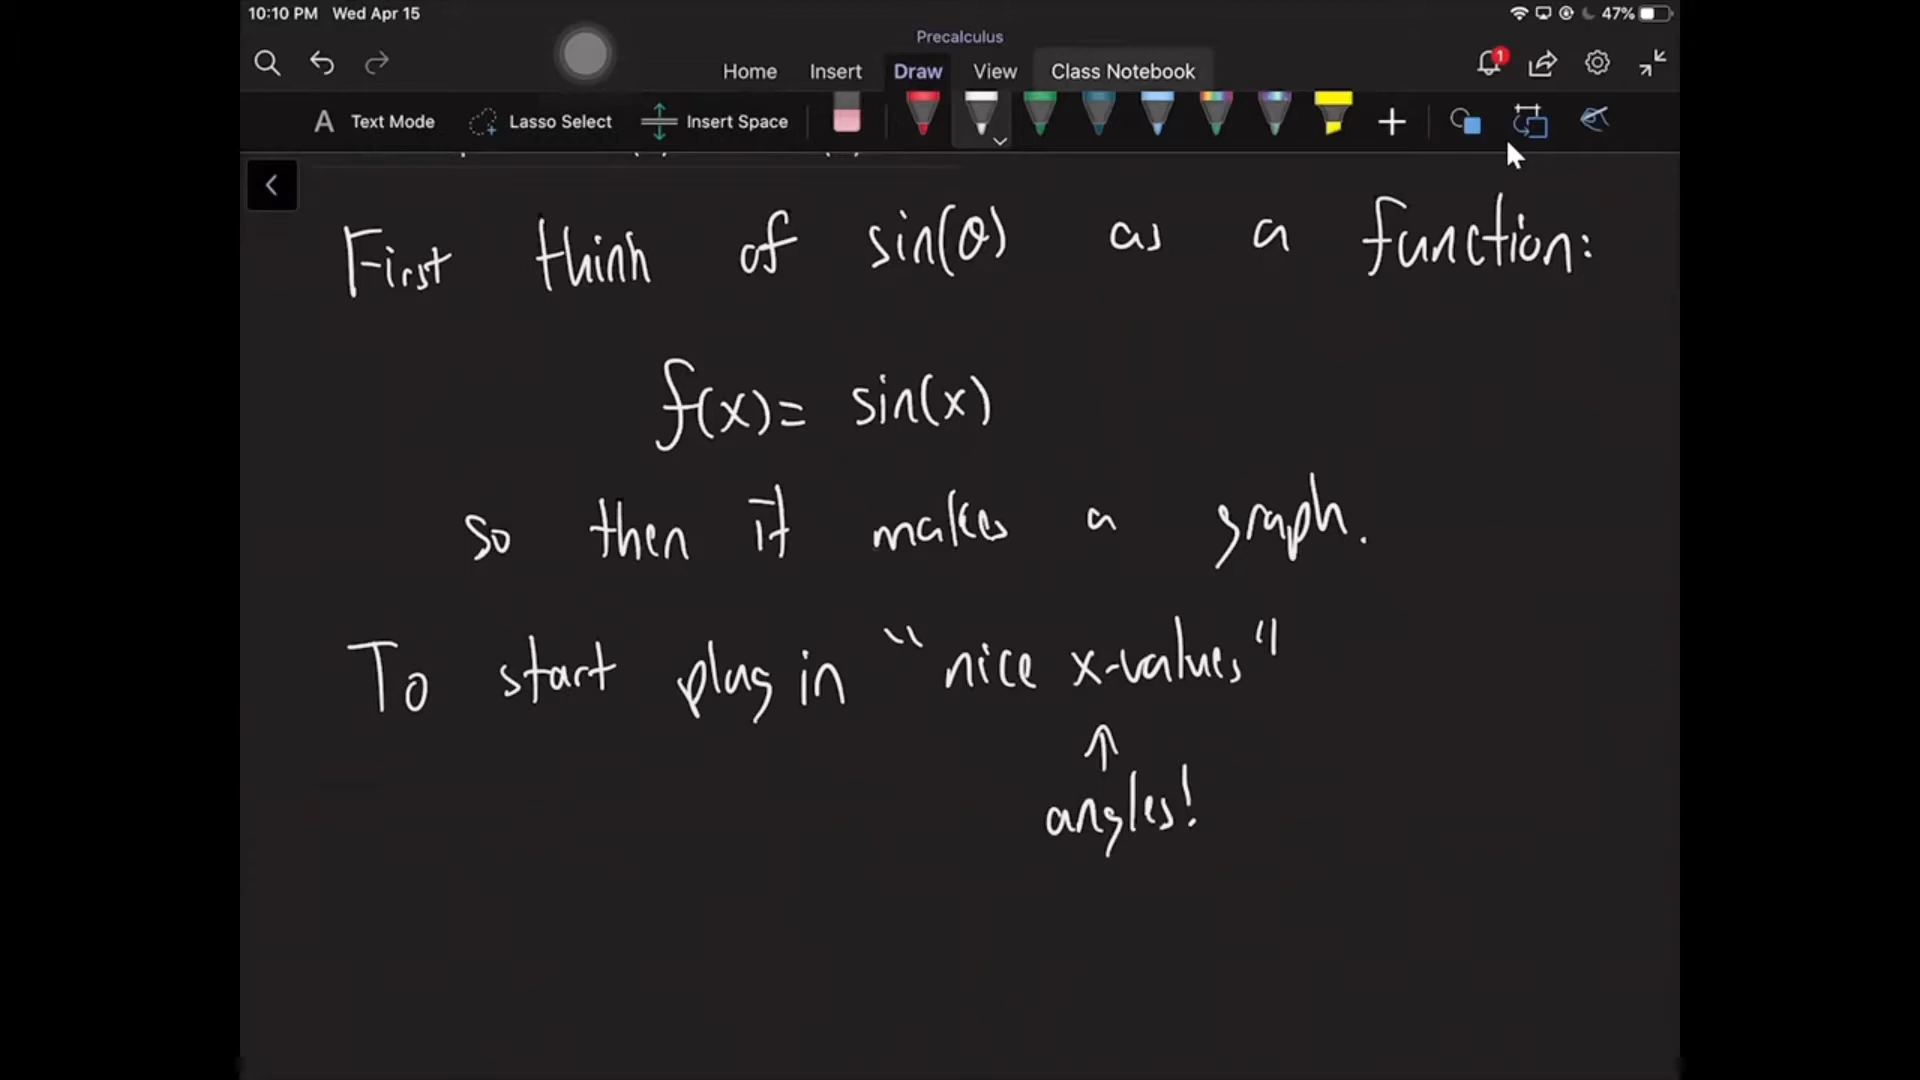 10:10 PM Wed Apr 15 47%
Precalculus
Home Insert Draw View Class Notebook 1
A Text Mode Lasso Select Insert Space
First think of sin(θ) as a function:
f(x)= sin(x)
so then it makes a graph.
To start plug in "nice x-values"
↑
angles!